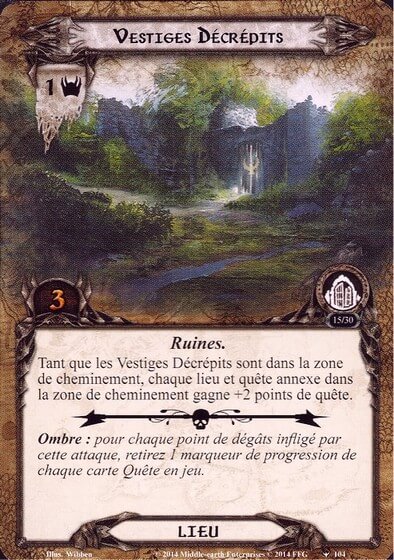 Vestiges Décrépits
1
3
15/30
Ruines.
Tant que les Vestiges Décrépits sont dans la zone
de cheminement, chaque lieu et quête annexe dans
la zone de cheminement gagne +2 points de quête.
Ombre : pour chaque point de dégâts infligé par
cette attaque, retirez 1 marqueur de progression de
chaque carte Quête en jeu.
LIEU
Illus. Wibben
© 2014 Middle-earth Enterprises © 2014 FFG
104